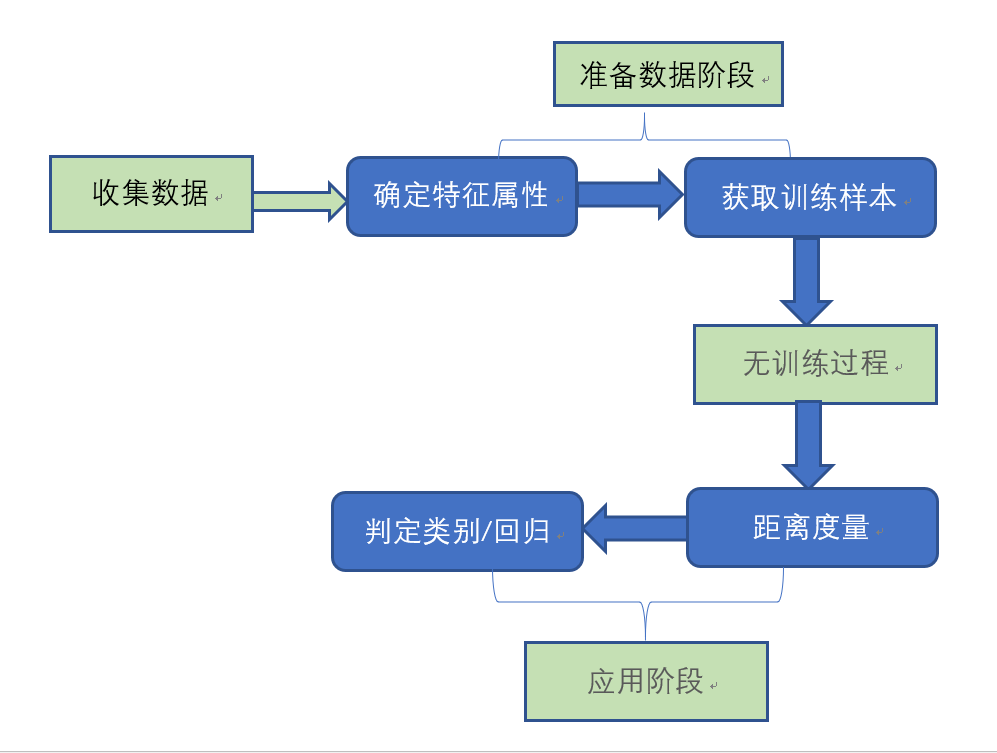 准备数据阶段
收集数据
确定特征属性
获取训练样本
无训练过程
判定类别/回归
距离度量
应用阶段